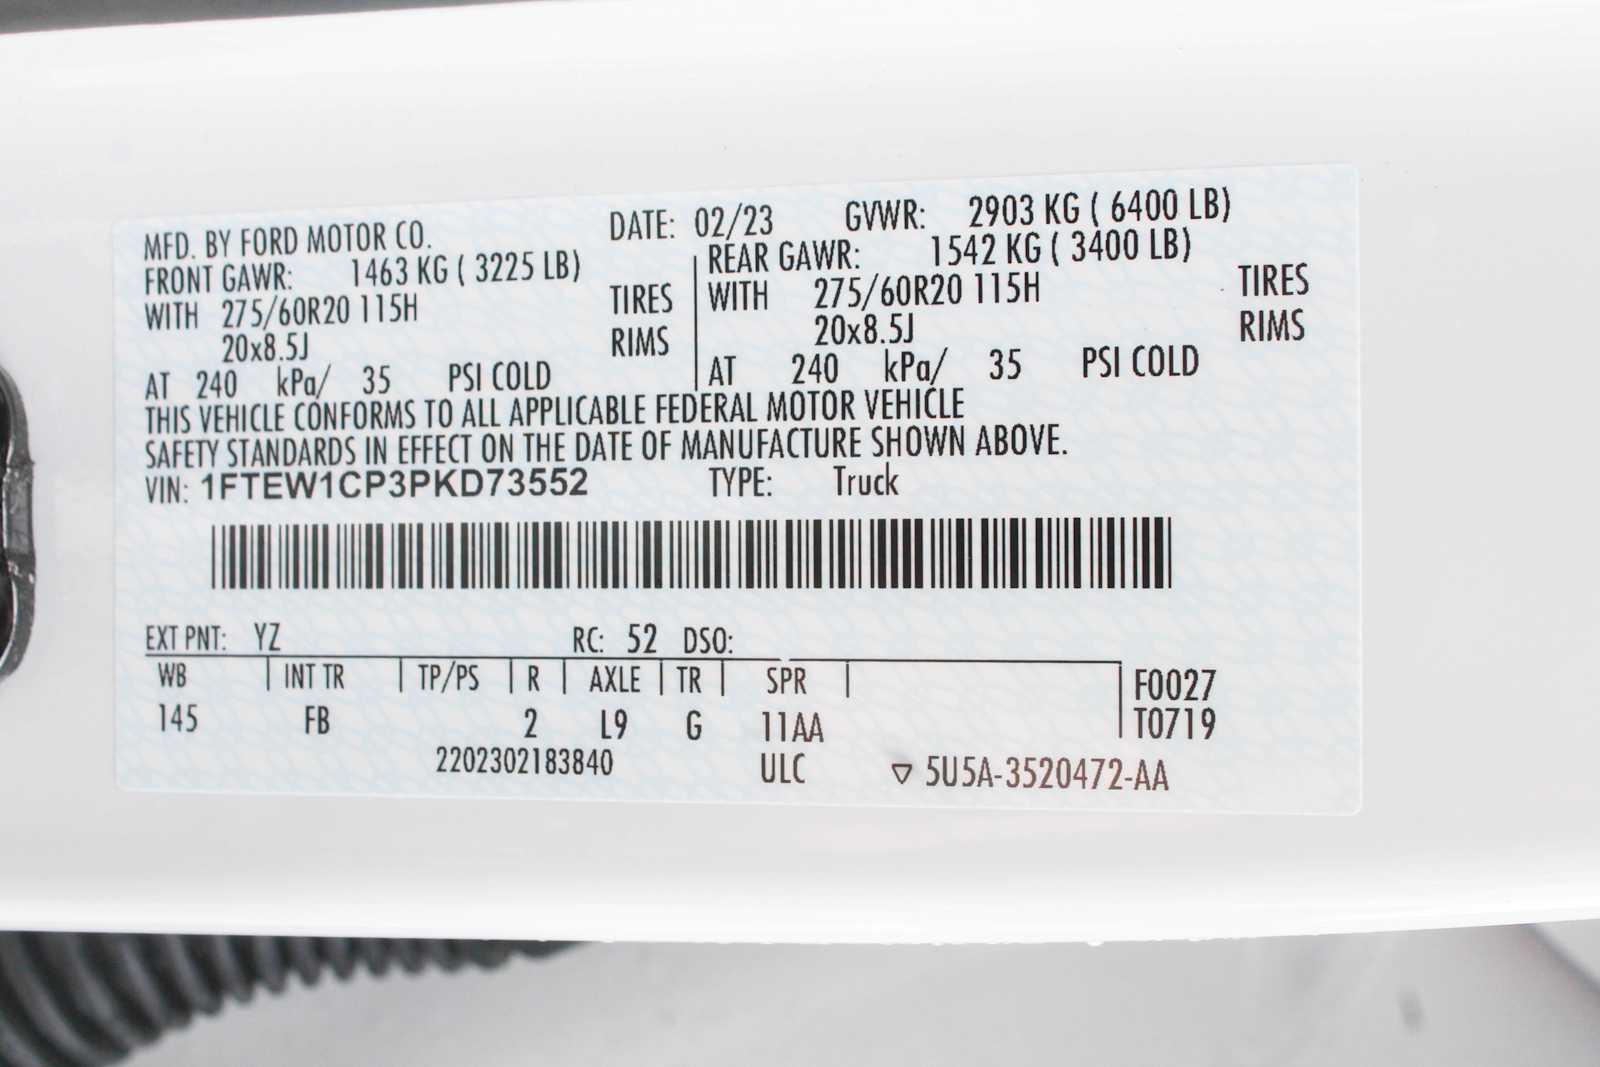 MFD. BY FORD MOTOR CO. DATE: 02/23 GVWR: 2903 KG ( 6400 LB)
FRONT GAWR: 1463 KG ( 3225 LB) REAR GAWR: 1542 KG ( 3400 LB)
WITH 275/60R20 115H TIRES WITH 275/60R20 115H TIRES
20x8.5J RIMS 20x8.5J RIMS
AT 240 kPa/ 35 PSI COLD AT 240 kPa/ 35 PSI COLD
THIS VEHICLE CONFORMS TO ALL APPLICABLE FEDERAL MOTOR VEHICLE
SAFETY STANDARDS IN EFFECT ON THE DATE OF MANUFACTURE SHOWN ABOVE.
VIN: 1FTEW1CP3PKD73552 TYPE: Truck
EXT PNT: YZ RC: 52 DSO:
WB INT TR TP/PS R AXLE TR SPR F0027
145 FB 2 L9 G 11AA T0719
2202302183840 ULC ▽ 5U5A-3520472-AA